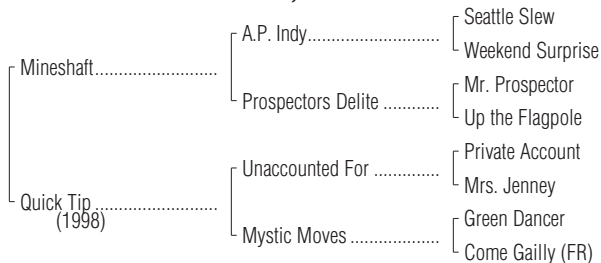 Seattle Slew
A.P. Indy
Weekend Surprise
Mineshaft
Mr. Prospector
Prospectors Delite
Up the Flagpole
Private Account
Unaccounted For
Mrs. Jenney
Quick Tip
(1998)
Green Dancer
Mystic Moves
Come Gailly (FR)